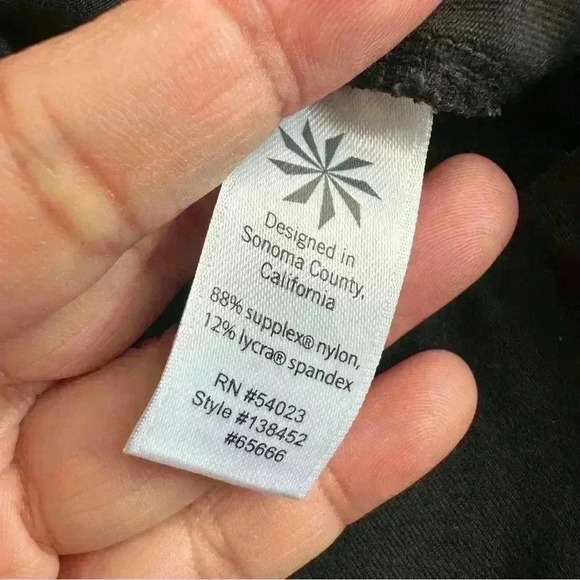 Designed in
Sonoma County,
California
88% supplex® nylon,
12% lycra® spandex
RN #54023
Style #138452
#65666